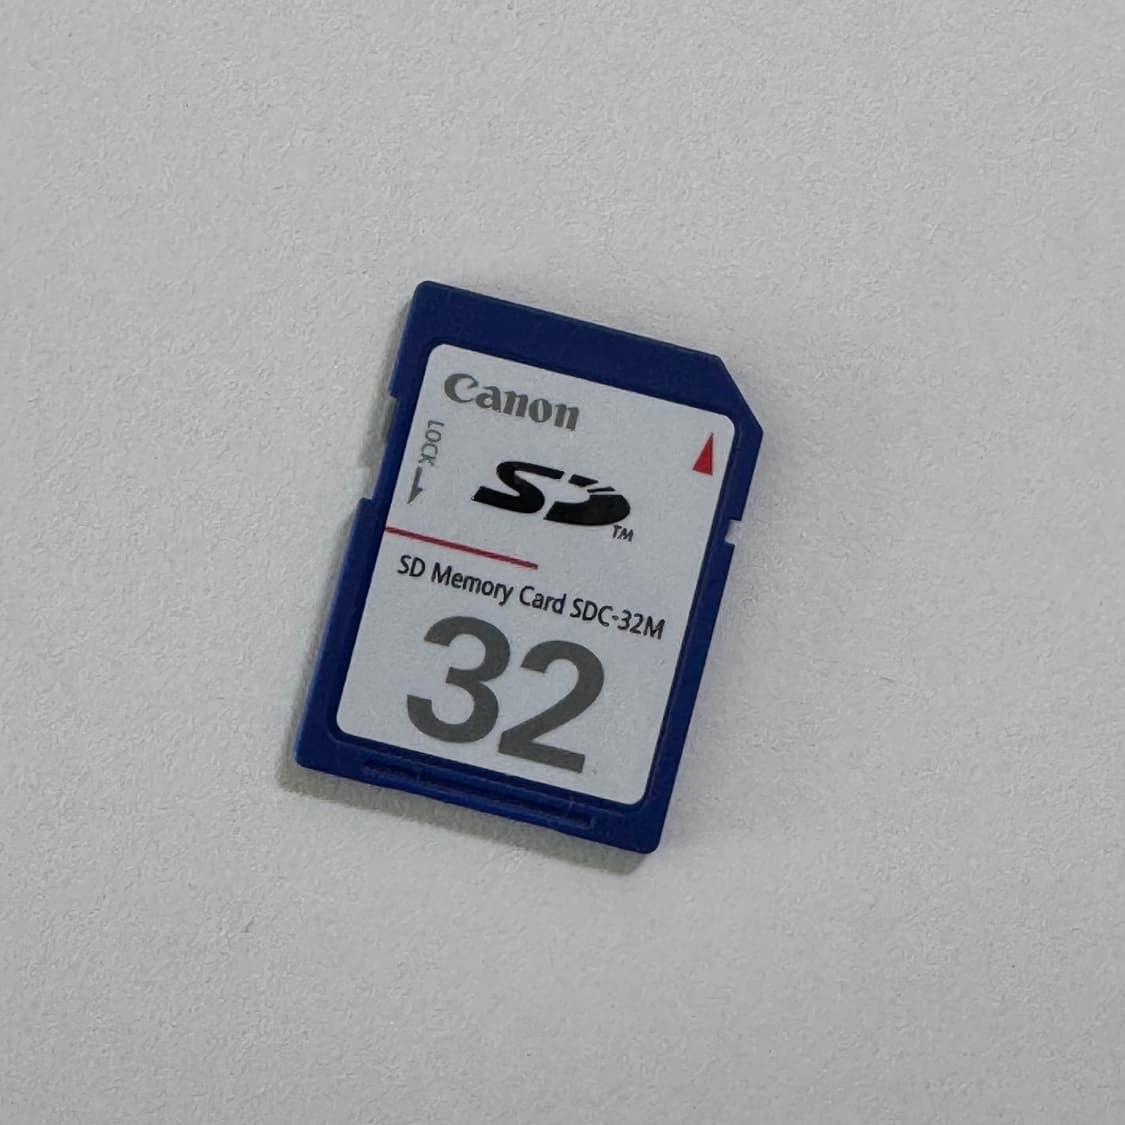 Canon
LOCK
SD™
SD Memory Card SDC-32M
32